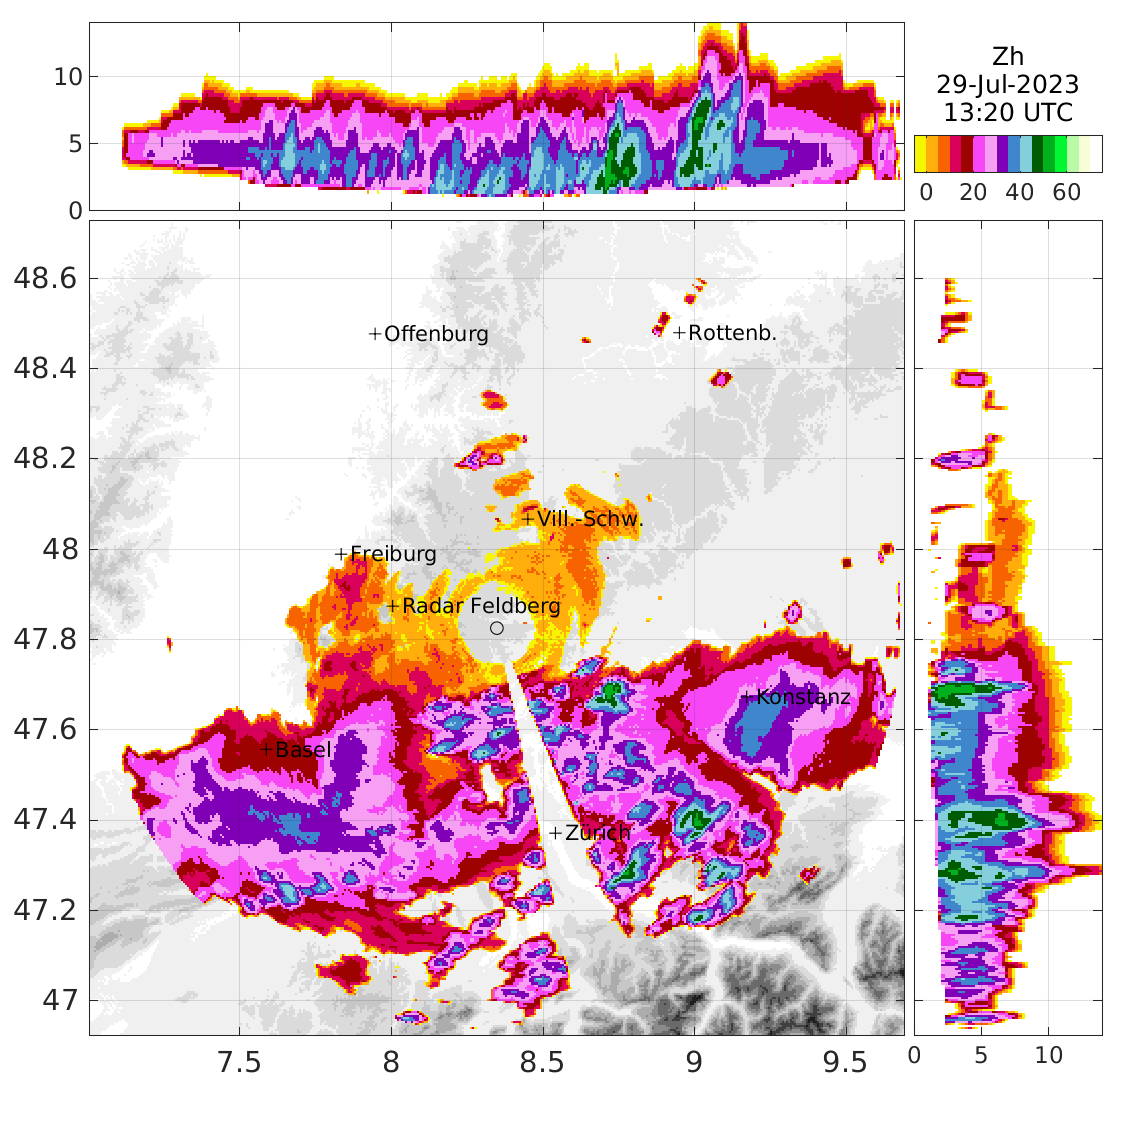 10
5
0
Zh
29-Jul-2023
13:20 UTC
0 20 40 60
48.6
48.4
48.2
48
47.8
47.6
47.4
47.2
47
+Offenburg
+Rottenb.
+Vill.-Schw.
+Freiburg
+Radar Feldberg
+Konstanz
+Basel
+Zürich
7.5 8 8.5 9 9.5
0 5 10